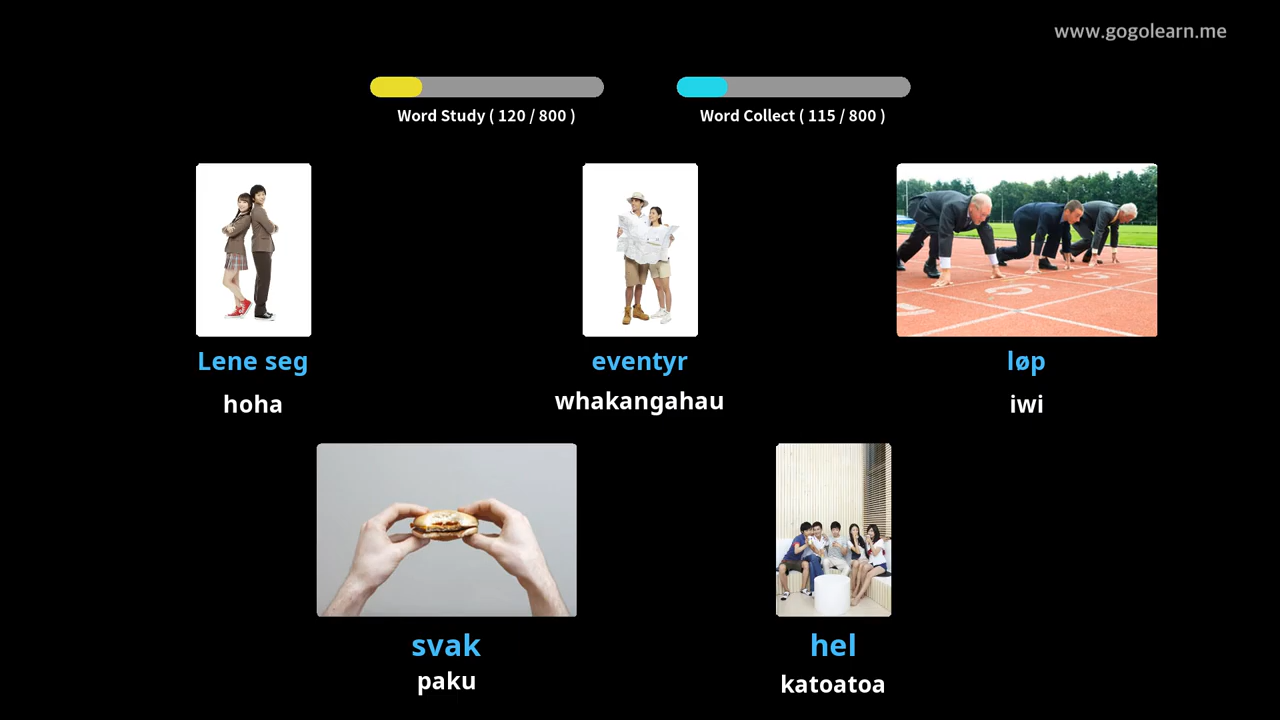 www.gogolearn.me
Word Study ( 120 / 800 )
Word Collect ( 115 / 800 )
Lene seg
hoha
eventyr
whakangahau
løp
iwi
svak
paku
hel
katoatoa